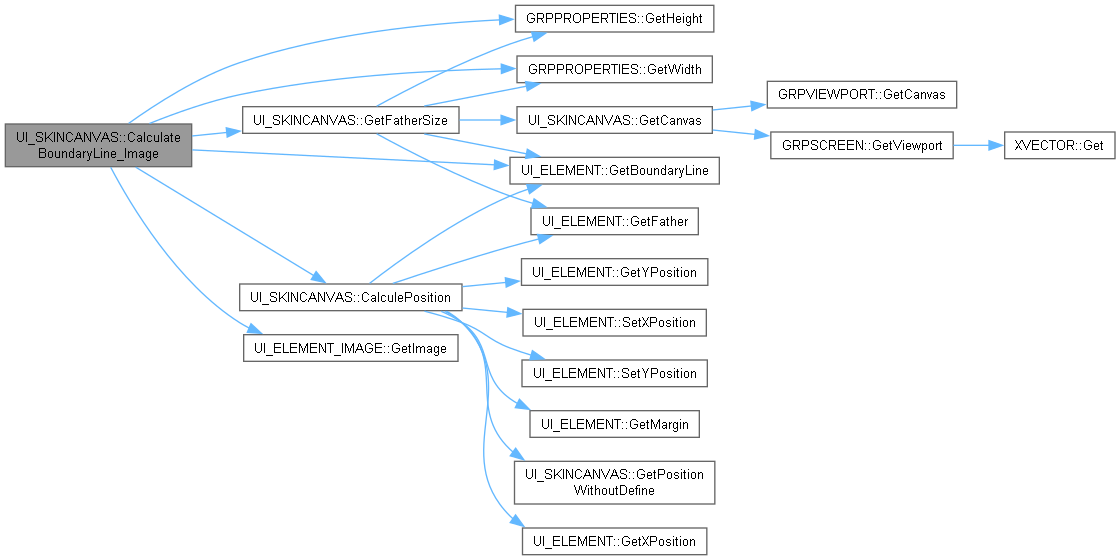 GRPPROPERTIES::GetHeight
GRPPROPERTIES::GetWidth
GRPVIEWPORT::GetCanvas
UI_SKINCANVAS::GetFatherSize
UI_SKINCANVAS::GetCanvas
UI_SKINCANVAS::Calculate
BoundaryLine_Image
GRPSCREEN::GetViewport
XVECTOR::Get
UI_ELEMENT::GetBoundaryLine
UI_ELEMENT::GetFather
UI_ELEMENT::GetYPosition
UI_SKINCANVAS::CalculePosition
UI_ELEMENT::SetXPosition
UI_ELEMENT_IMAGE::GetImage
UI_ELEMENT::SetYPosition
UI_ELEMENT::GetMargin
UI_SKINCANVAS::GetPosition
WithoutDefine
UI_ELEMENT::GetXPosition